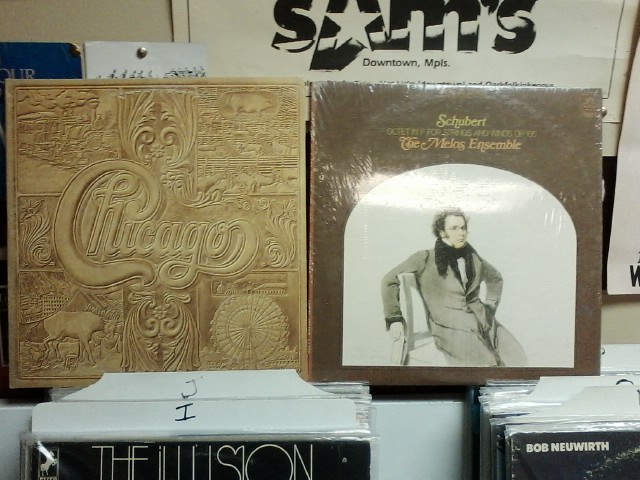 SAM's
Downtown, Mpls.
OUR
Chicago
Schubert
OCTET IN F FOR STRINGS AND WINDS OP. 166
The Melos Ensemble
J
I
THE iLLUSION
BOB NEUWIRTH
W